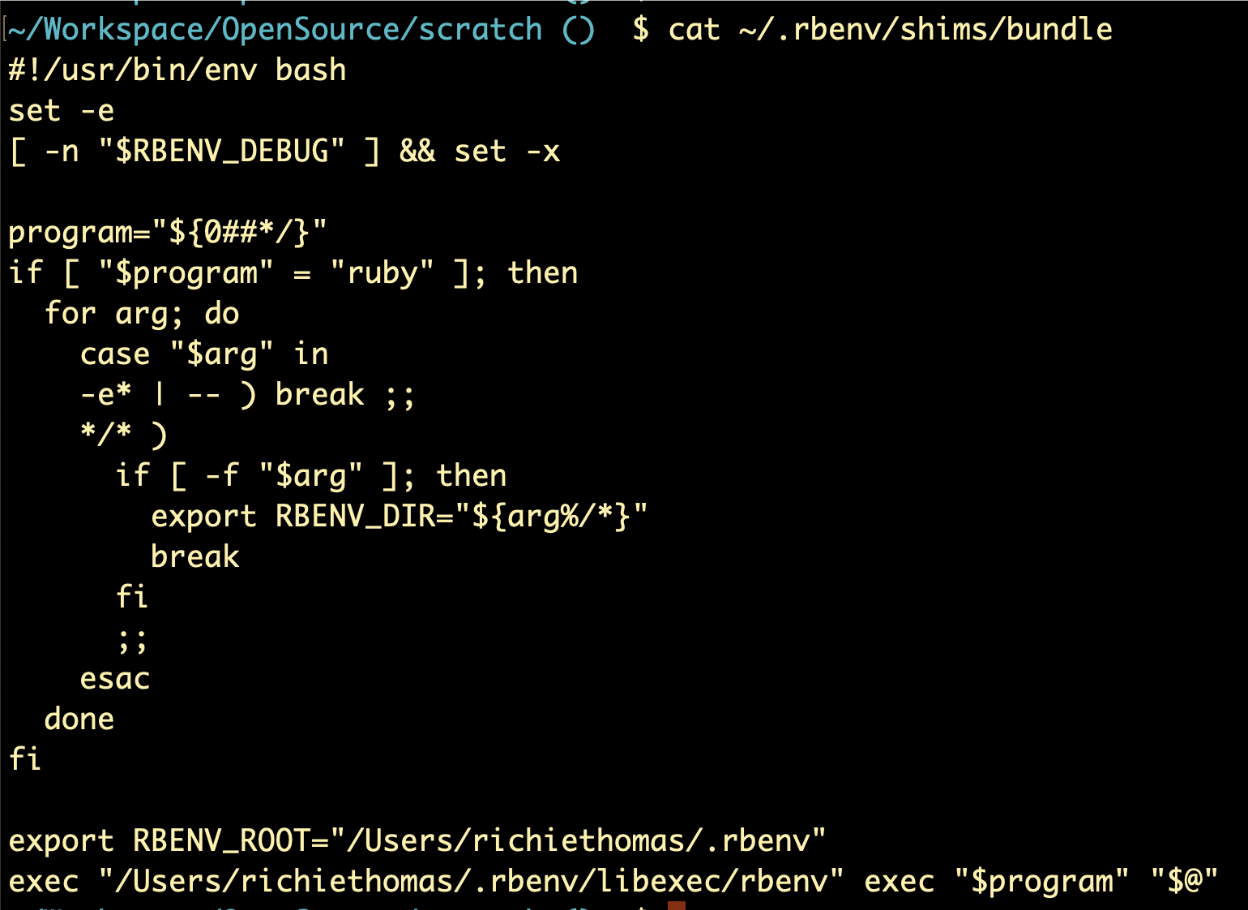 ~/Workspace/OpenSource/scratch () $ cat ~/.rbenv/shims/bundle
#!/usr/bin/env bash
set -e
[ -n "$RBENV_DEBUG" ] && set -x

program="${0##*/}"
if [ "$program" = "ruby" ]; then
  for arg; do
    case "$arg" in
    -e* | -- ) break ;;
    */* )
      if [ -f "$arg" ]; then
        export RBENV_DIR="${arg%/*}"
        break
      fi
      ;;
    esac
  done
fi

export RBENV_ROOT="/Users/richiethomas/.rbenv"
exec "/Users/richiethomas/.rbenv/libexec/rbenv" exec "$program" "$@"